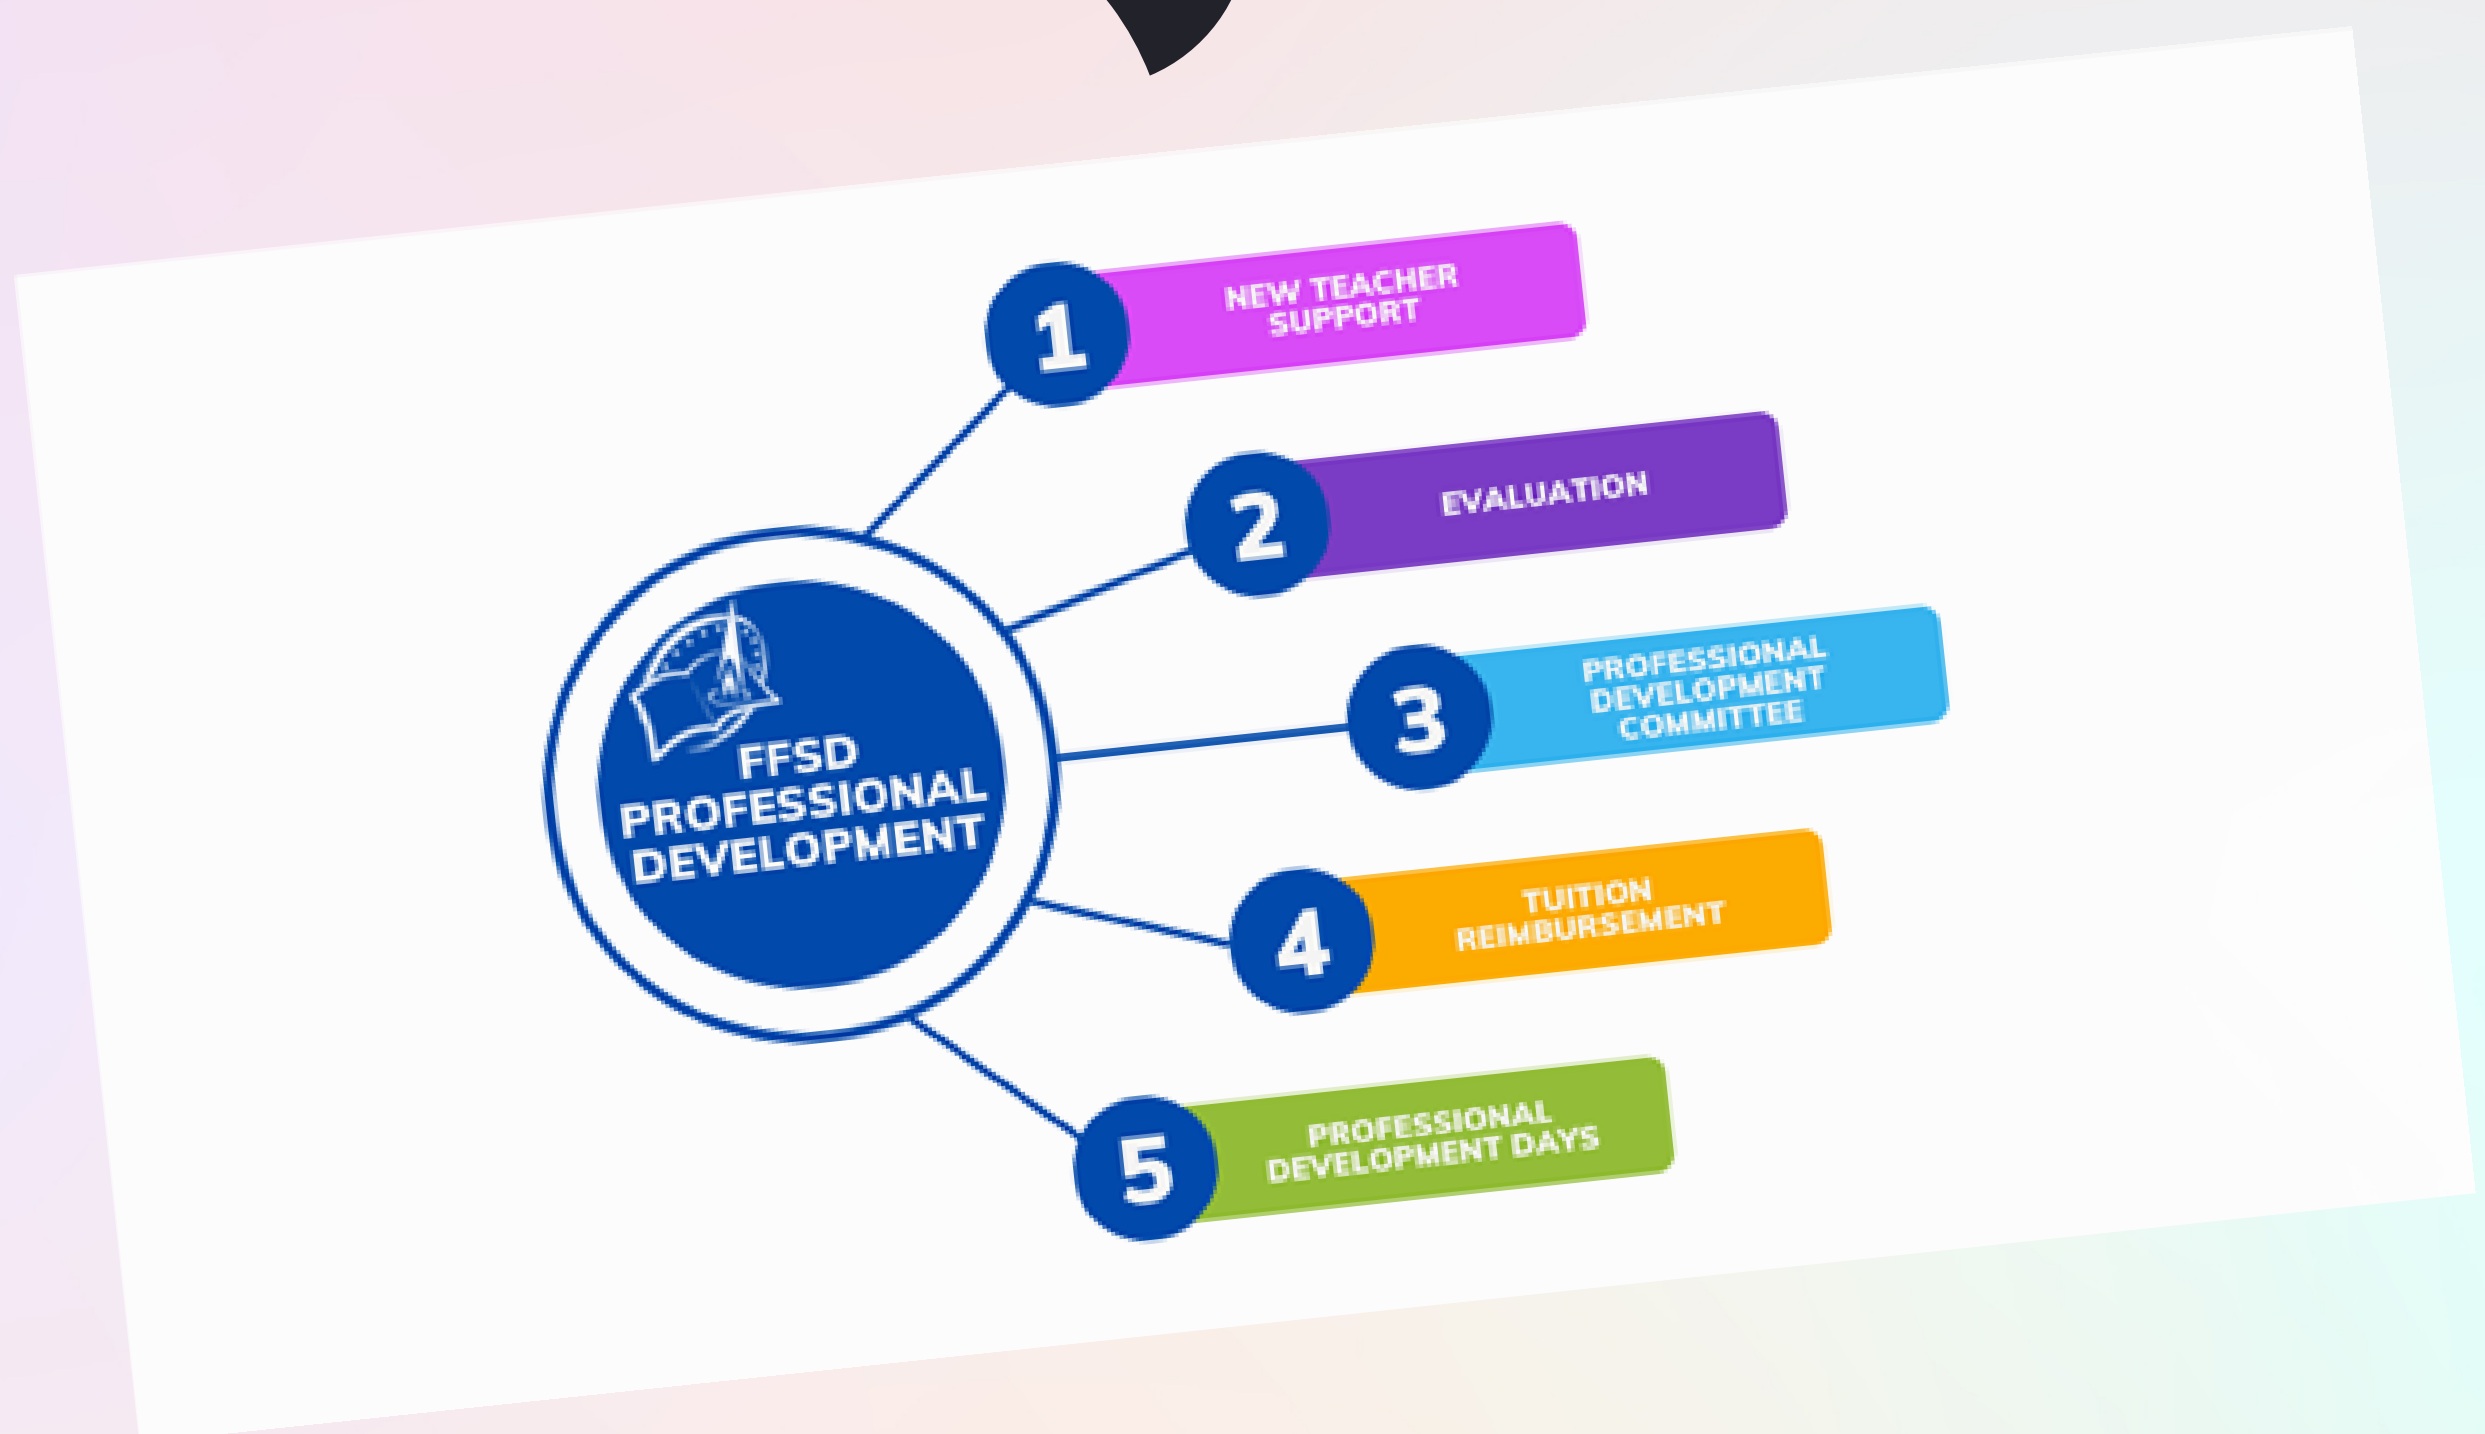 FFSD
PROFESSIONAL
DEVELOPMENT
1
NEW TEACHER
SUPPORT
2
EVALUATION
3
PROFESSIONAL
DEVELOPMENT
COMMITTEE
4
TUITION
REIMBURSEMENT
5
PROFESSIONAL
DEVELOPMENT DAYS